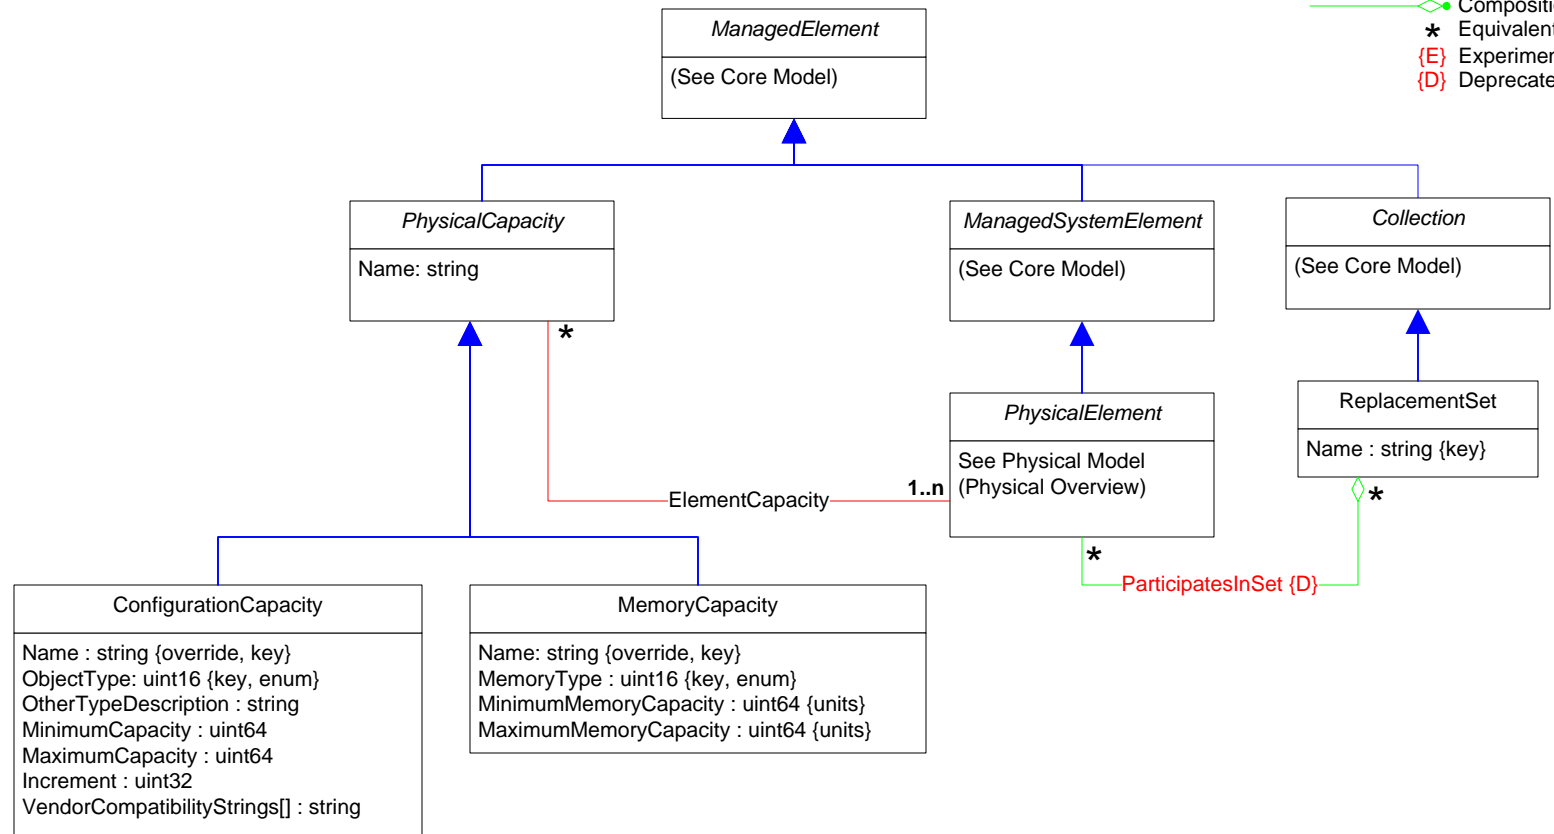 Compositi
* Equivalent
{E} Experimen
{D} Deprecate
ManagedElement
(See Core Model)
PhysicalCapacity
Name: string
ManagedSystemElement
(See Core Model)
Collection
(See Core Model)
*
PhysicalElement
See Physical Model
(Physical Overview)
ReplacementSet
Name : string {key}
ElementCapacity
1..n
*
*
ParticipatesInSet {D}
ConfigurationCapacity
Name : string {override, key}
ObjectType: uint16 {key, enum}
OtherTypeDescription : string
MinimumCapacity : uint64
MaximumCapacity : uint64
Increment : uint32
VendorCompatibilityStrings[] : string
MemoryCapacity
Name: string {override, key}
MemoryType : uint16 {key, enum}
MinimumMemoryCapacity : uint64 {units}
MaximumMemoryCapacity : uint64 {units}